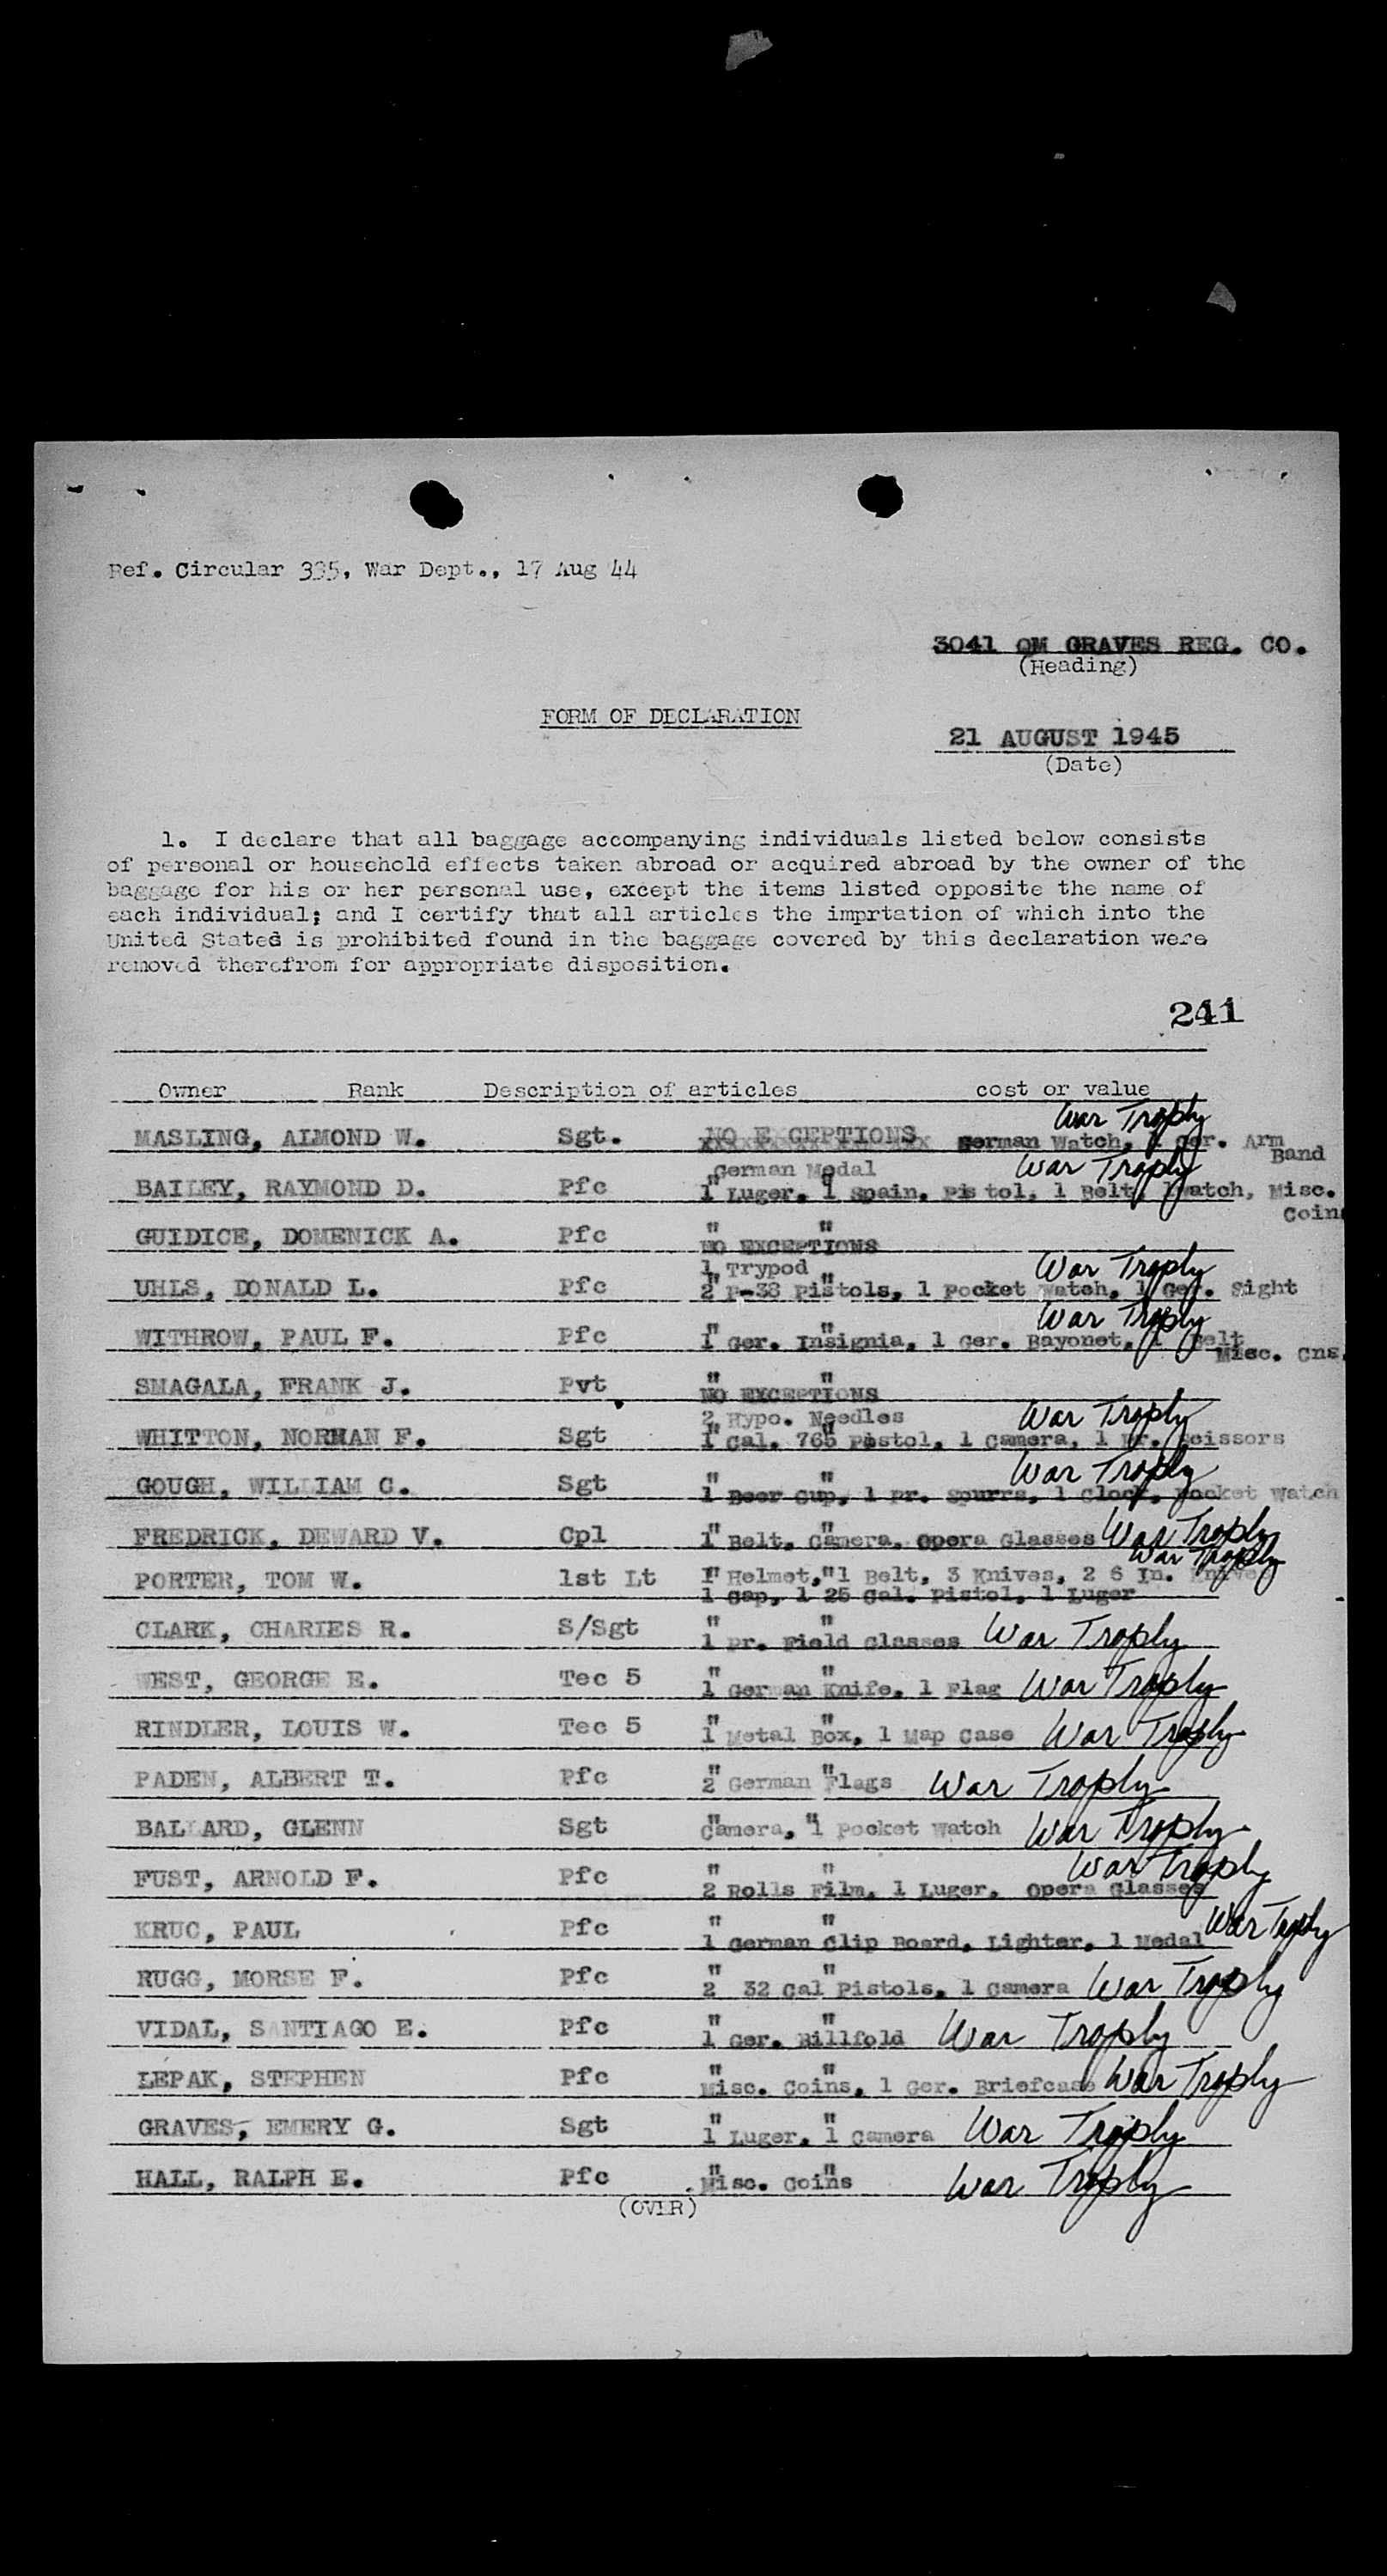 Ref. Circular 335, War Dept., 17 Aug 44
3041 QM GRAVES REG. CO.
(Heading)
FORM OF DECLARATION
21 AUGUST 1945
(Date)
1. I declare that all baggage accompanying individuals listed below consists
of personal or household effects taken abroad or acquired abroad by the owner of the
baggage for his or her personal use, except the items listed opposite the name of
each individual; and I certify that all articles the imprtation of which into the
United States is prohibited found in the baggage covered by this declaration were
removed therefrom for appropriate disposition.
241
Owner Rank Description of articles cost or value
War Trophy
MASLING, ALMOND W. Sgt. NO E CEPTIONS German Watch, 1 Ger. Arm
Band
German Medal War Trophy
BAILEY, RAYMOND D. Pfc " " 1 Luger, 1 Spain. Pistol, 1 Belt, 1 Watch, Misc.
Coins
GUIDICE, DOMENICK A. Pfc " "
NO EXCEPTIONS
1 Trypod War Trophy
UHLS, DONALD L. Pfc " " 2 P-38 Pistols, 1 Pocket Watch, 1 Ger. Sight
War Trophy
WITHROW, PAUL F. Pfc " " 1 Ger. Insignia, 1 Ger. Bayonet, 1 Belt
Misc. Cns.
SMAGALA, FRANK J. Pvt " "
NO EXCEPTIONS
2 Hypo. Needles War Trophy
WHITTON, NORMAN F. Sgt " " 1 Cal. 765 Pistol, 1 Camera, 1 Pr. Scissors
War Trophy
GOUGH, WILLIAM C. Sgt " "
1 Beer Cup, 1 Pr. Spurrs, 1 Clock, Pocket Watch
FREDRICK, DEWARD V. Cpl " " 1 Belt, Camera, Opera Glasses War Trophy
War Trophy
PORTER, TOM W. 1st Lt " " 1 Helmet, 1 Belt, 3 Knives, 2 6 In. Knives
1 Cap, 1 25 Cal. Pistol, 1 Luger
CLARK, CHARLES R. S/Sgt " "
1 Pr. Field Glasses War Trophy
WEST, GEORGE E. Tec 5 " "
1 German Knife, 1 Flag War Trophy
RINDLER, LOUIS W. Tec 5 " "
1 Metal Box, 1 Map Case War Trophy
PADEN, ALBERT T. Pfc " "
2 German Flags War Trophy
BALLARD, GLENN Sgt " " Camera, 1 Pocket Watch War Trophy
War Trophy
FUST, ARNOLD F. Pfc " "
2 Rolls Film, 1 Luger, Opera Glasses
KRUC, PAUL Pfc " "
1 German Clip Board, Lighter, 1 Medal War Trophy
RUGG, MORSE F. Pfc " "
2 32 Cal Pistols, 1 Camera War Trophy
VIDAL, SANTIAGO E. Pfc " "
1 Ger. Billfold War Trophy
LEPAK, STEPHEN Pfc " "
Misc. Coins, 1 Ger. Briefcase War Trophy
GRAVES, EMERY G. Sgt " "
1 Luger, 1 Camera War Trophy
HALL, RALPH E. Pfc " "
Misc. Coins War Trophy
(OVER)